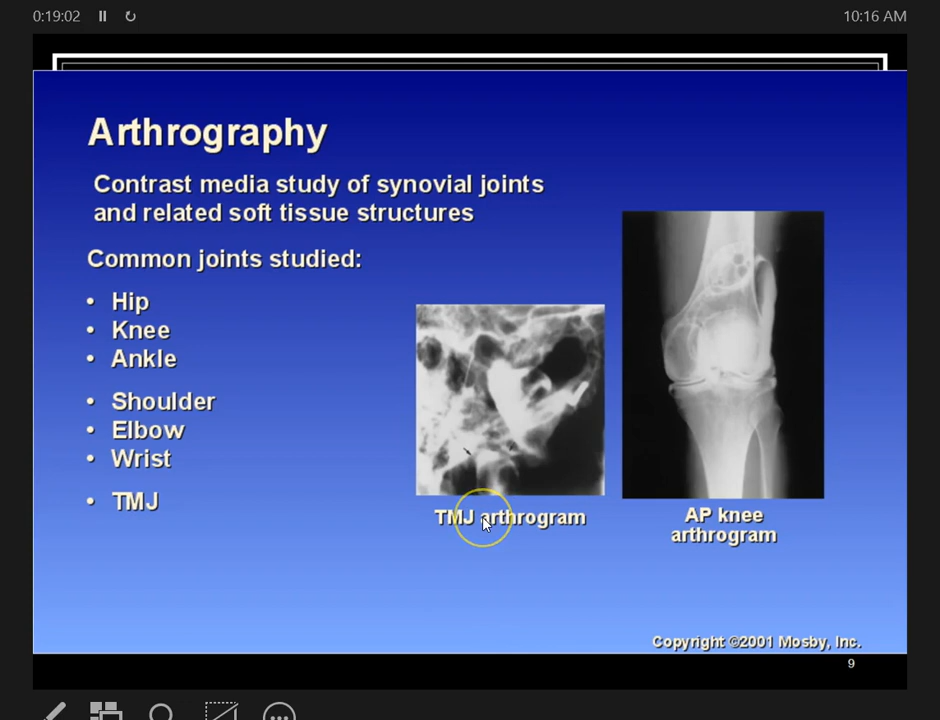 0:19:02
10:16 AM
Arthrography
Contrast media study of synovial joints
and related soft tissue structures
Common joints studied:
• Hip
• Knee
• Ankle
• Shoulder
• Elbow
• Wrist
• TMJ
TMJ arthrogram
AP knee
arthrogram
Copyright ©2001 Mosby, Inc.
9